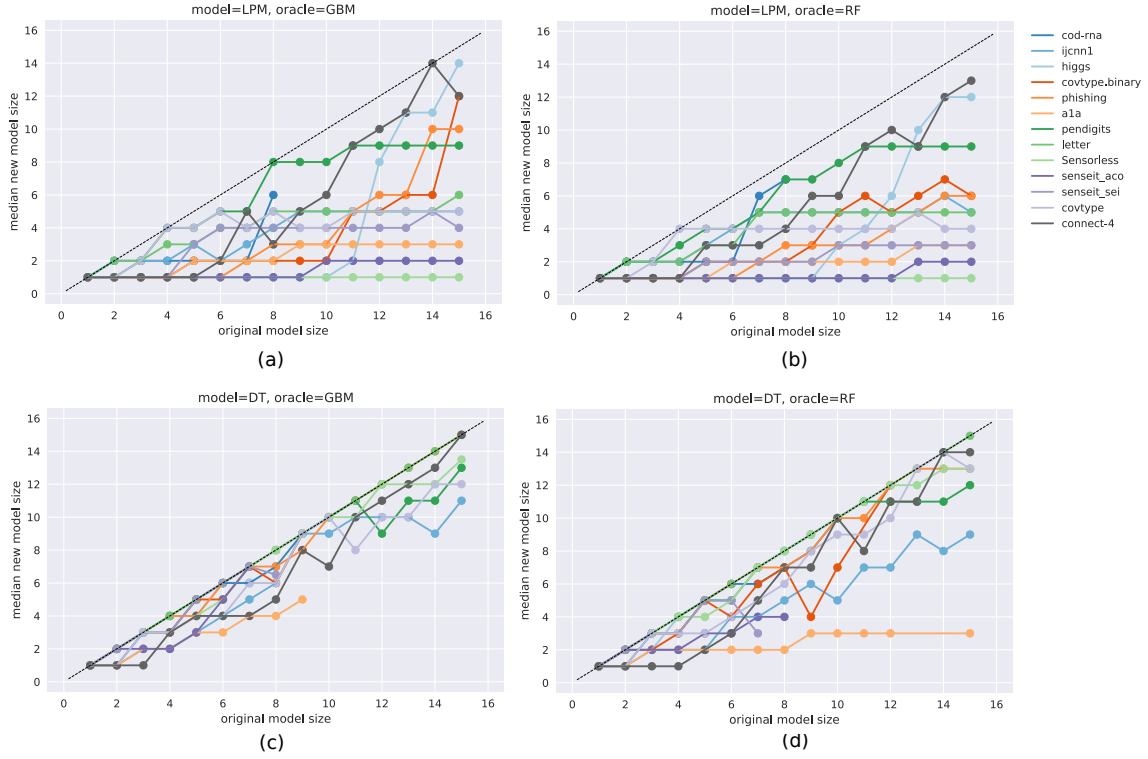 model=LPM, oracle=GBM
median new model size
16
14
12
10
8
6
4
2
0
0 2 4 6 8 10 12 14 16
original model size
(a)
model=LPM, oracle=RF
median new model size
16
14
12
10
8
6
4
2
0
0 2 4 6 8 10 12 14 16
original model size
(b)
cod-rna
ijcnn1
higgs
covtype.binary
phishing
a1a
pendigits
letter
Sensorless
senseit_aco
senseit_sei
covtype
connect-4
model=DT, oracle=GBM
median new model size
16
14
12
10
8
6
4
2
0
0 2 4 6 8 10 12 14 16
original model size
(c)
model=DT, oracle=RF
median new model size
16
14
12
10
8
6
4
2
0
0 2 4 6 8 10 12 14 16
original model size
(d)